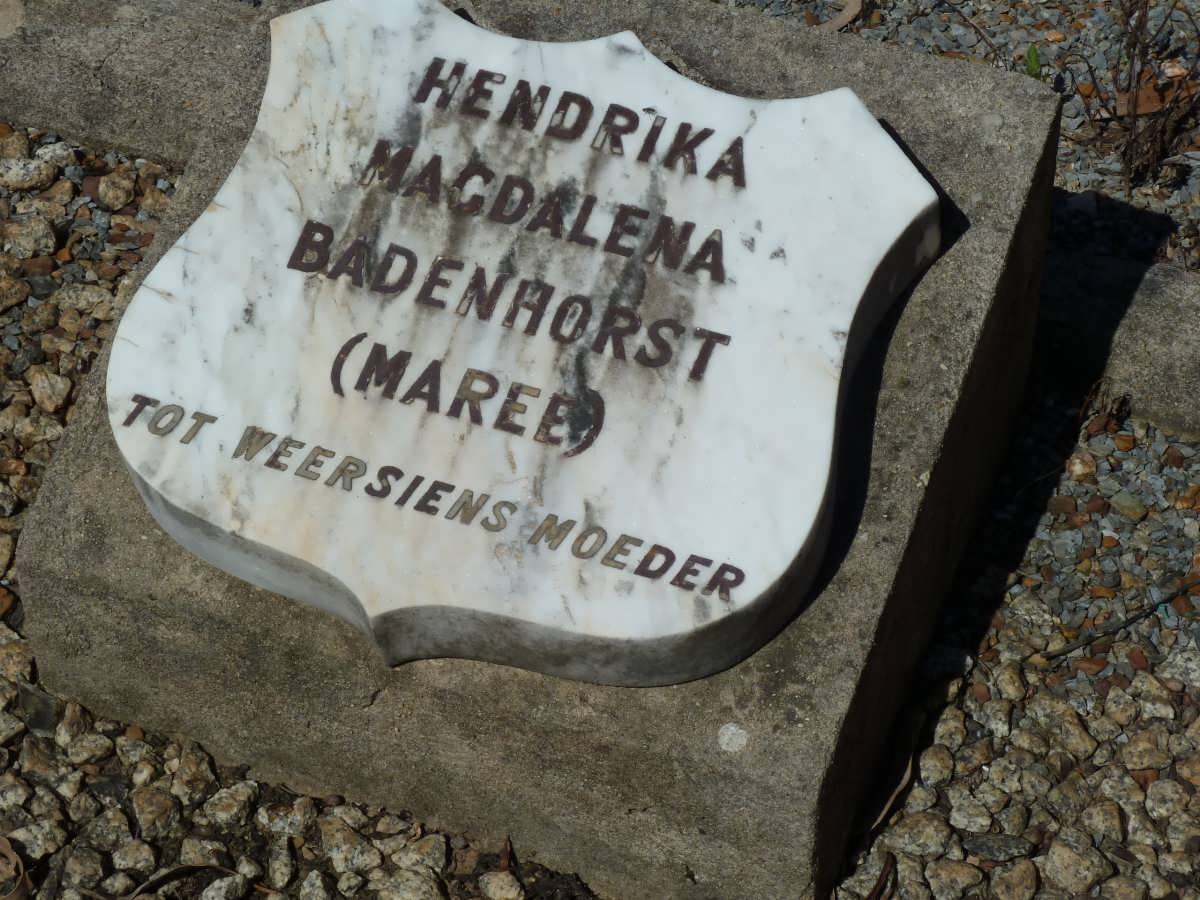 HENDRIKA
MAGDALENA
BADENHORST
(MAREE)
TOT WEERSIENS MOEDER